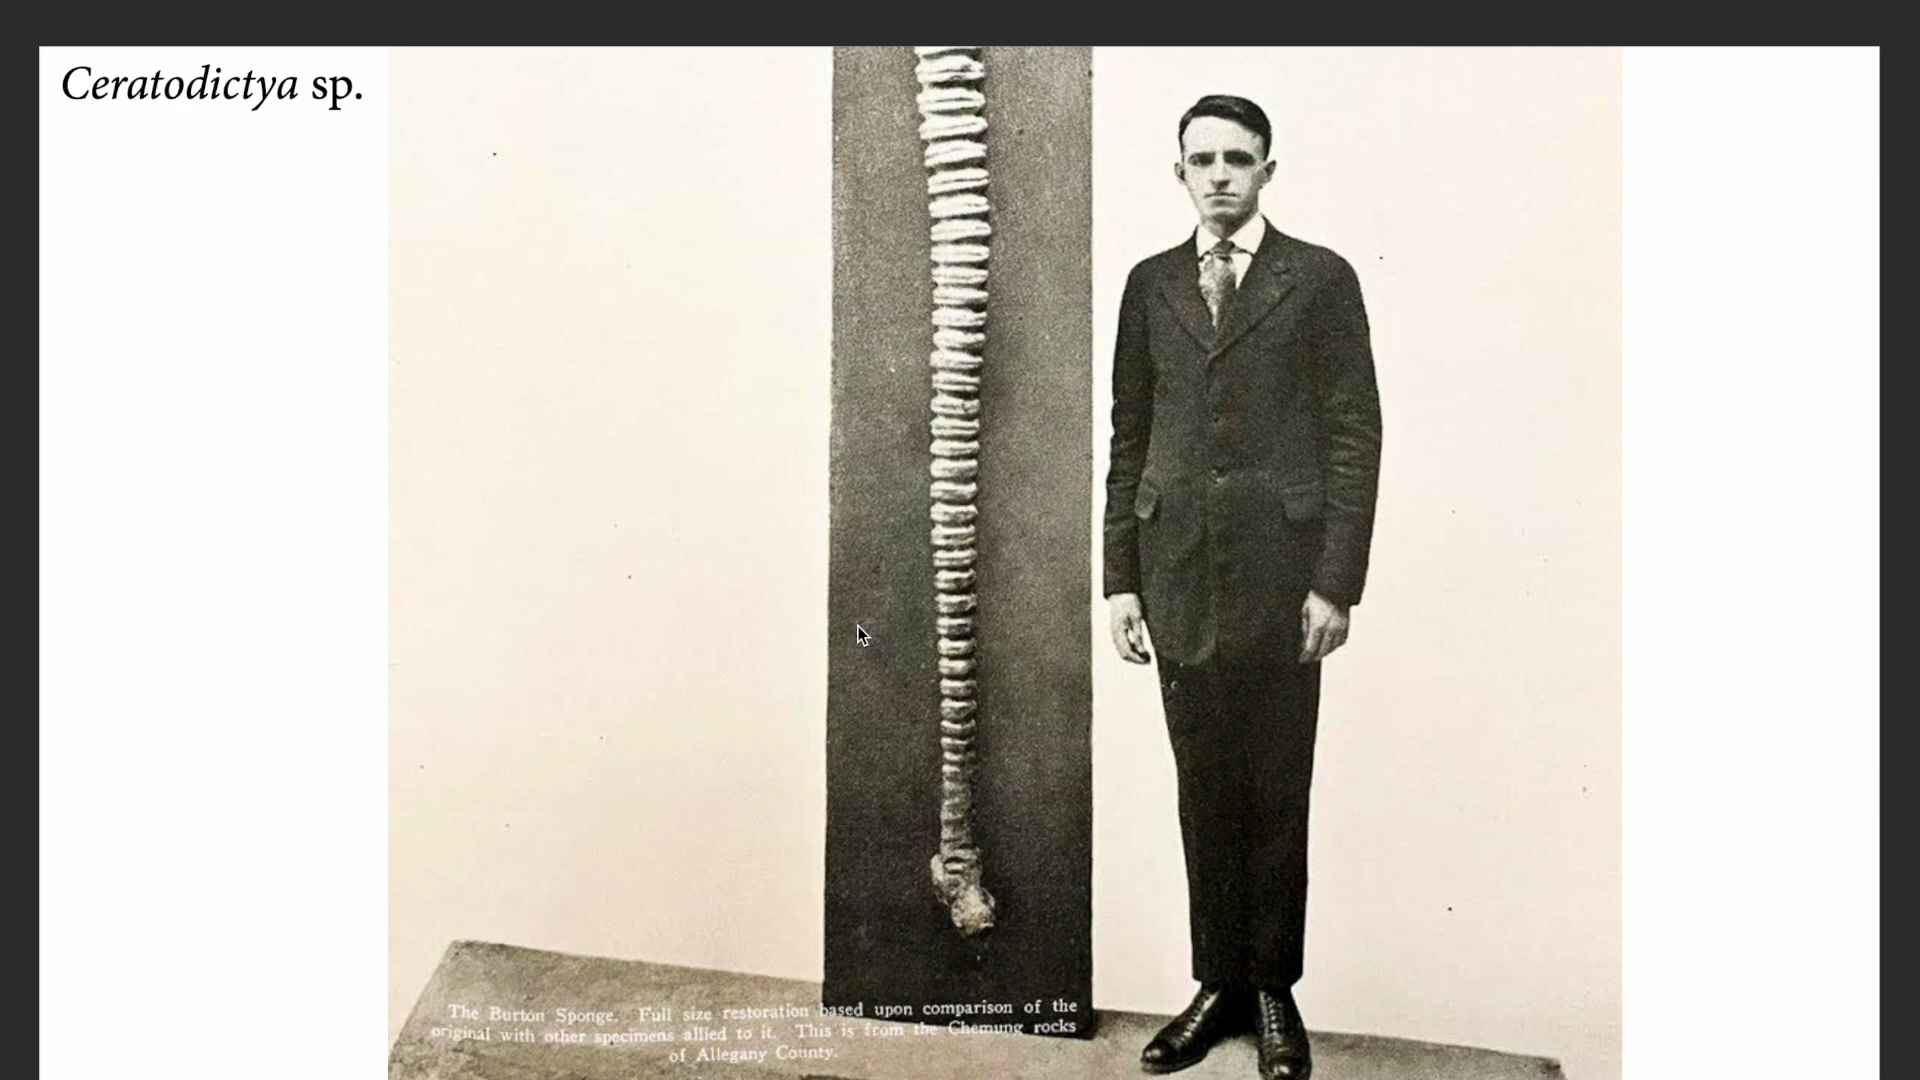 Ceratodictya sp.
The Burton Sponge. Full size restoration based upon comparison of the
original with other specimens allied to it. This is from the Chemung rocks
of Allegany County.